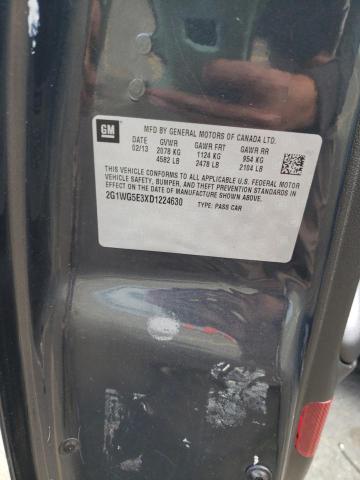 GM
MFD BY GENERAL MOTORS OF CANADA LTD.
DATE GVWR GAWR FRT GAWR RR
02/13 2078 KG 1124 KG 954 KG
4582 LB 2478 LB 2104 LB
THIS VEHICLE CONFORMS TO ALL APPLICABLE U.S. FEDERAL MOTOR
VEHICLE SAFETY, BUMPER, AND THEFT PREVENTION STANDARDS
IN EFFECT ON THE DATE OF MANUFACTURE SHOWN ABOVE.
2G1WG5E3XD1224630 TYPE: PASS CAR